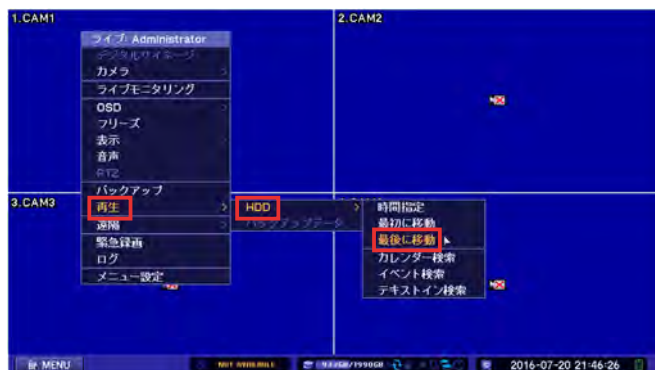 1.CAM1
2.CAM2
ライブ: Administrator
デジタルサイネージ
カメラ
ライブモニタリング
OSD
フリーズ
表示
音声
PTZ
バックアップ
再生
遠隔
緊急録画
ログ
メニュー設定
HDD
バックアップデータ
時間指定
最初に移動
最後に移動
カレンダー検索
イベント検索
テキストイン検索
3.CAM3
MENU
NOT AVAILABLE
2016-07-20 21:46:26